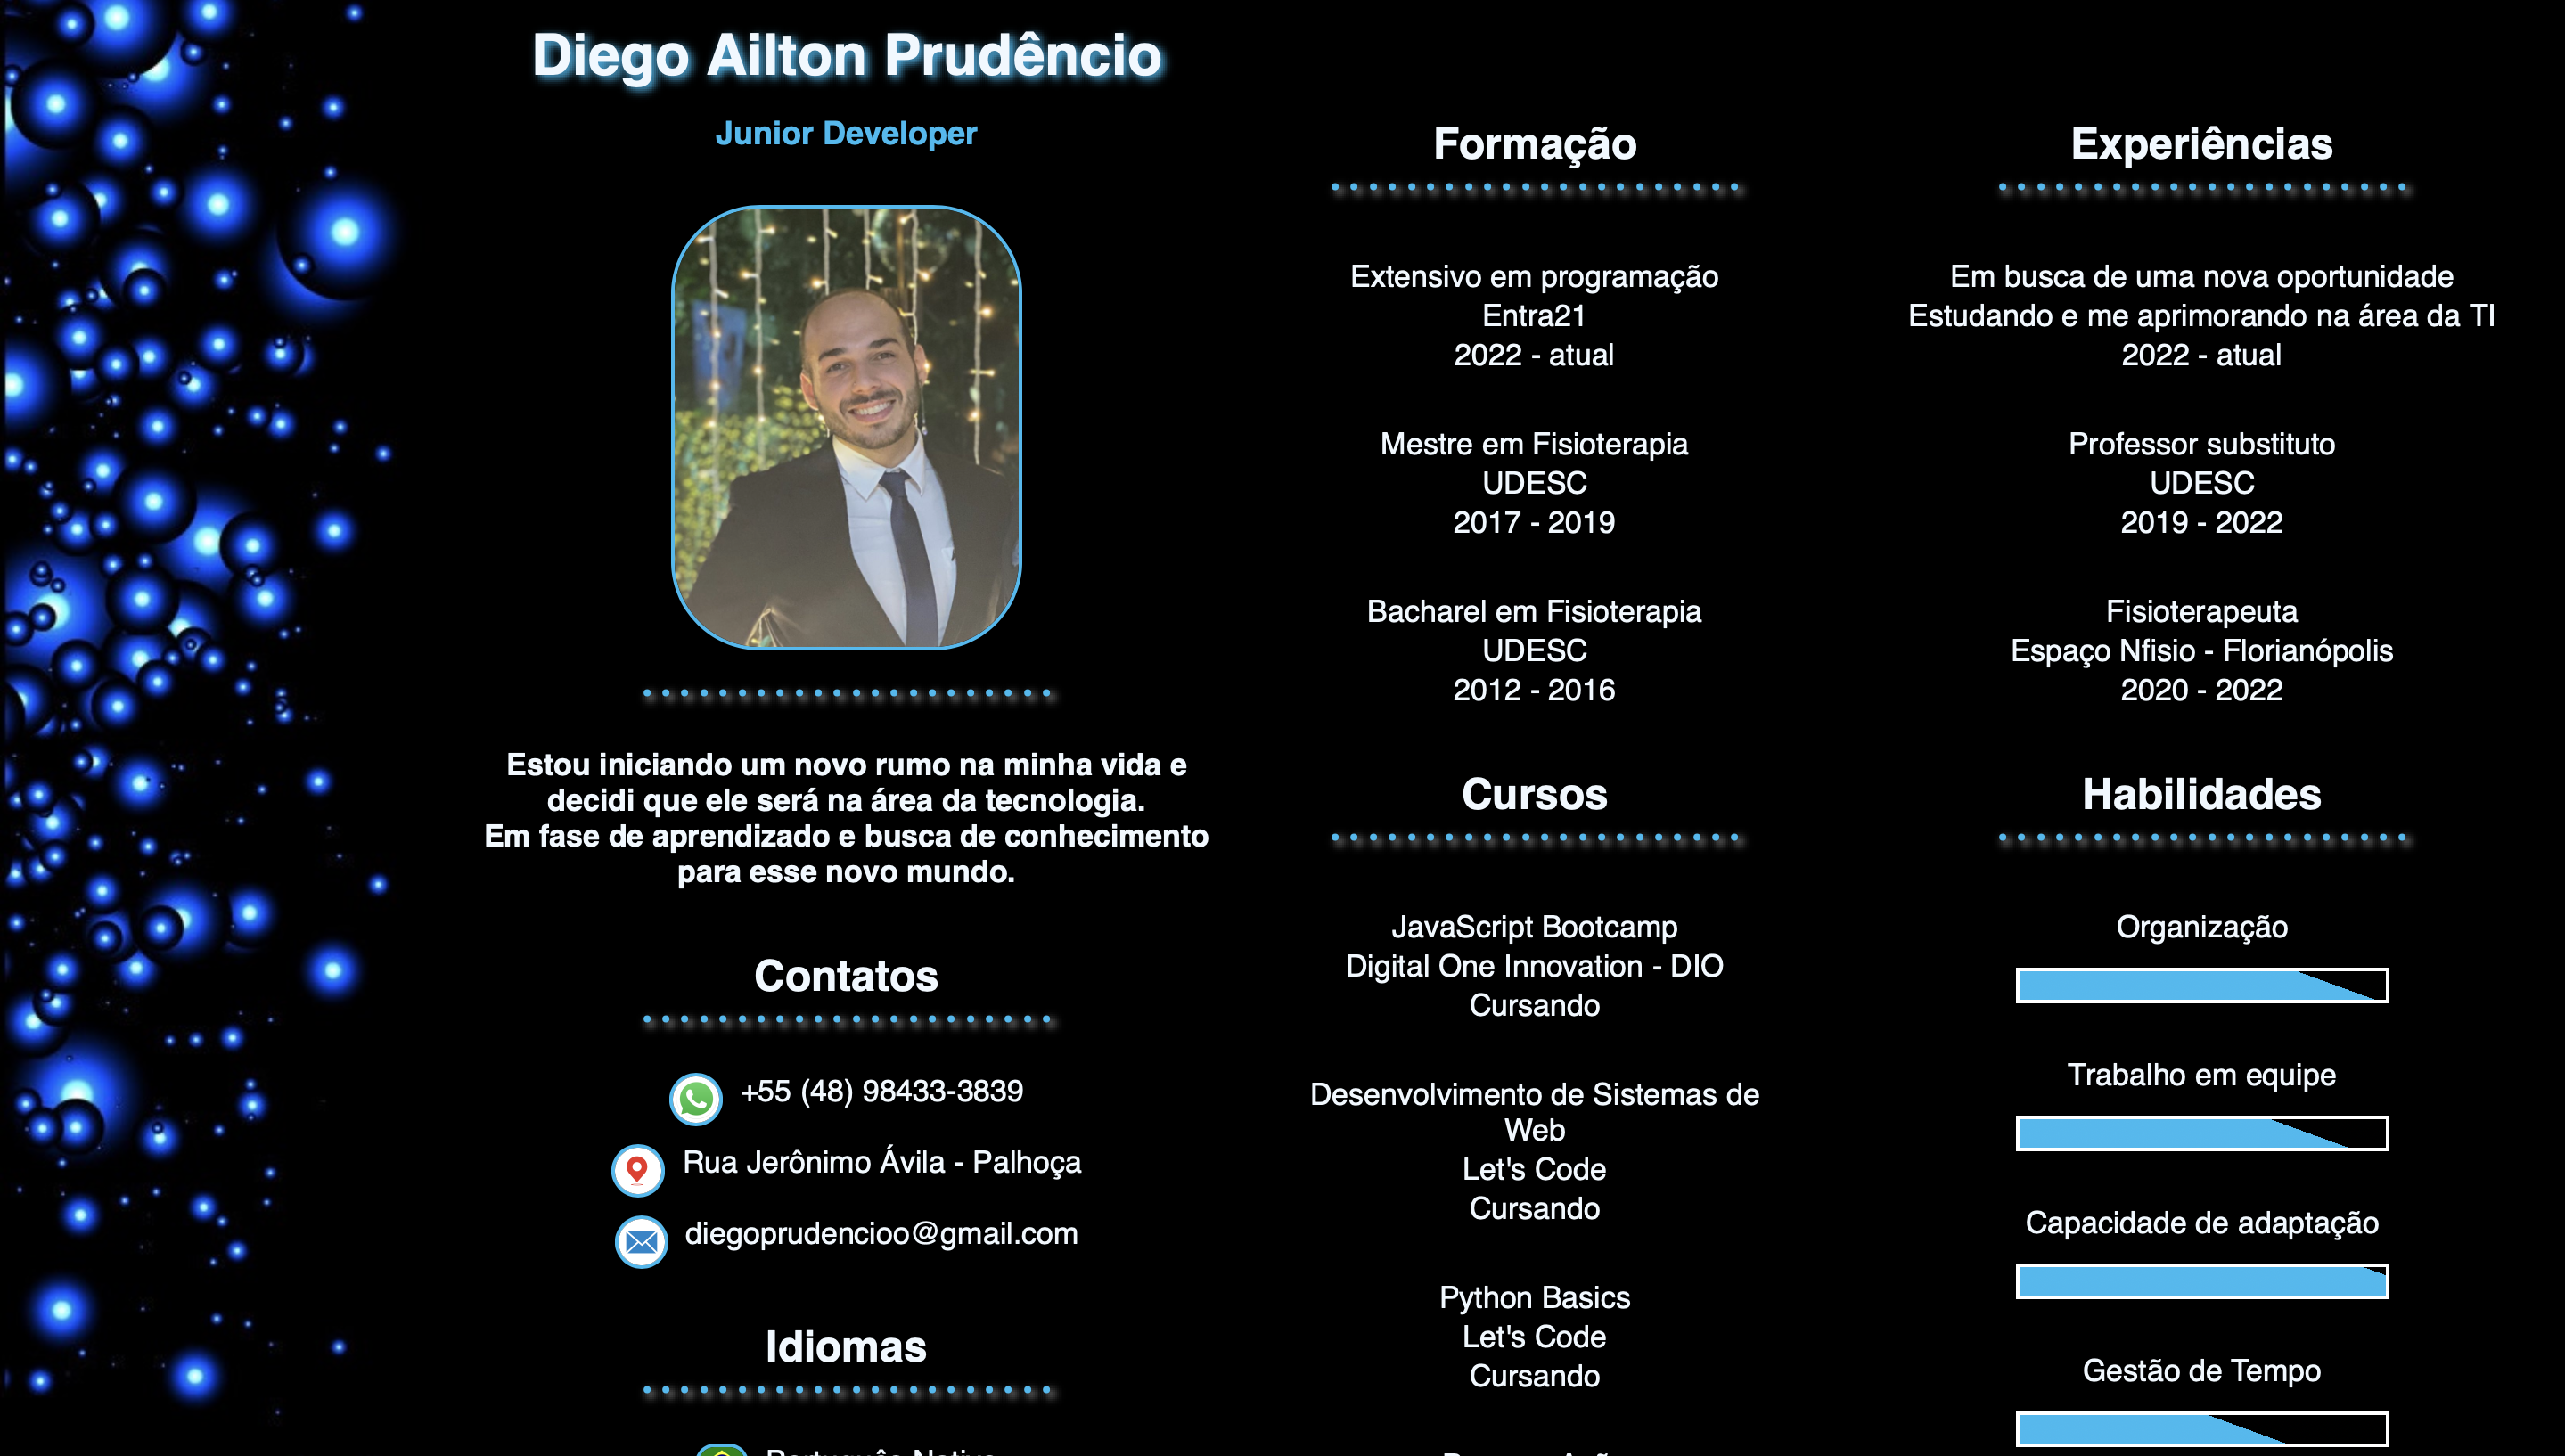 Diego Ailton Prudêncio
Junior Developer
Estou iniciando um novo rumo na minha vida e
decidi que ele será na área da tecnologia.
Em fase de aprendizado e busca de conhecimento
para esse novo mundo.
Contatos
+55 (48) 98433-3839
Rua Jerônimo Ávila - Palhoça
diegoprudencioo@gmail.com
Idiomas
Formação
Extensivo em programação
Entra21
2022 - atual
Mestre em Fisioterapia
UDESC
2017 - 2019
Bacharel em Fisioterapia
UDESC
2012 - 2016
Cursos
JavaScript Bootcamp
Digital One Innovation - DIO
Cursando
Desenvolvimento de Sistemas de
Web
Let's Code
Cursando
Python Basics
Let's Code
Cursando
Experiências
Em busca de uma nova oportunidade
Estudando e me aprimorando na área da TI
2022 - atual
Professor substituto
UDESC
2019 - 2022
Fisioterapeuta
Espaço Nfisio - Florianópolis
2020 - 2022
Habilidades
Organização
Trabalho em equipe
Capacidade de adaptação
Gestão de Tempo